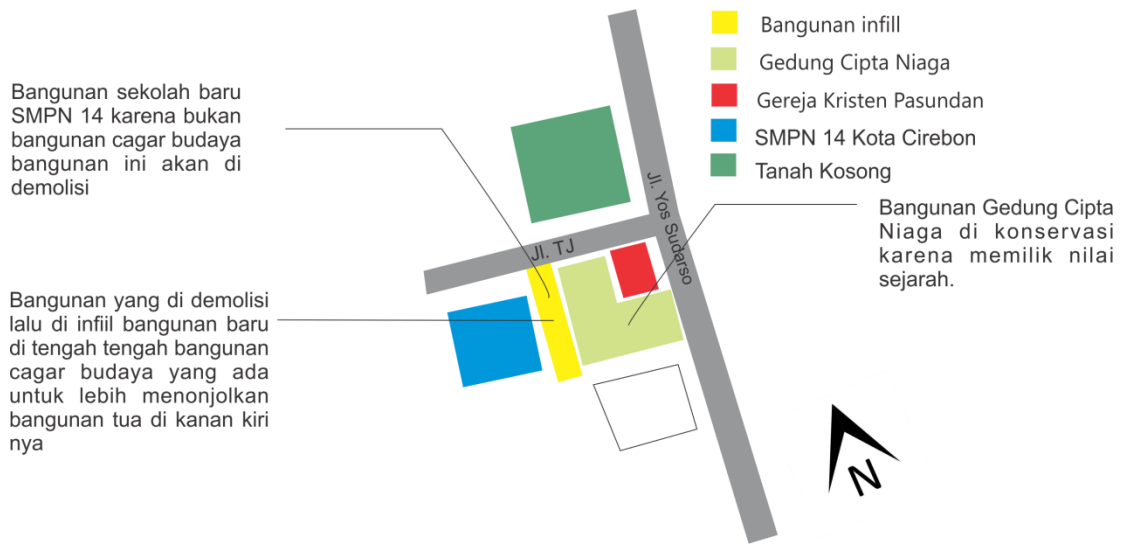 Bangunan infill
Gedung Cipta Niaga
Gereja Kristen Pasundan
SMPN 14 Kota Cirebon
Tanah Kosong
Bangunan sekolah baru
SMPN 14 karena bukan
bangunan cagar budaya
bangunan ini akan di
demolisi
Jl. Yos Sudarso
Jl. TJ
Bangunan Gedung Cipta
Niaga di konservasi
karena memilik nilai
sejarah.
Bangunan yang di demolisi
lalu di infiil bangunan baru
di tengah tengah bangunan
cagar budaya yang ada
untuk lebih menonjolkan
bangunan tua di kanan kiri
nya
N